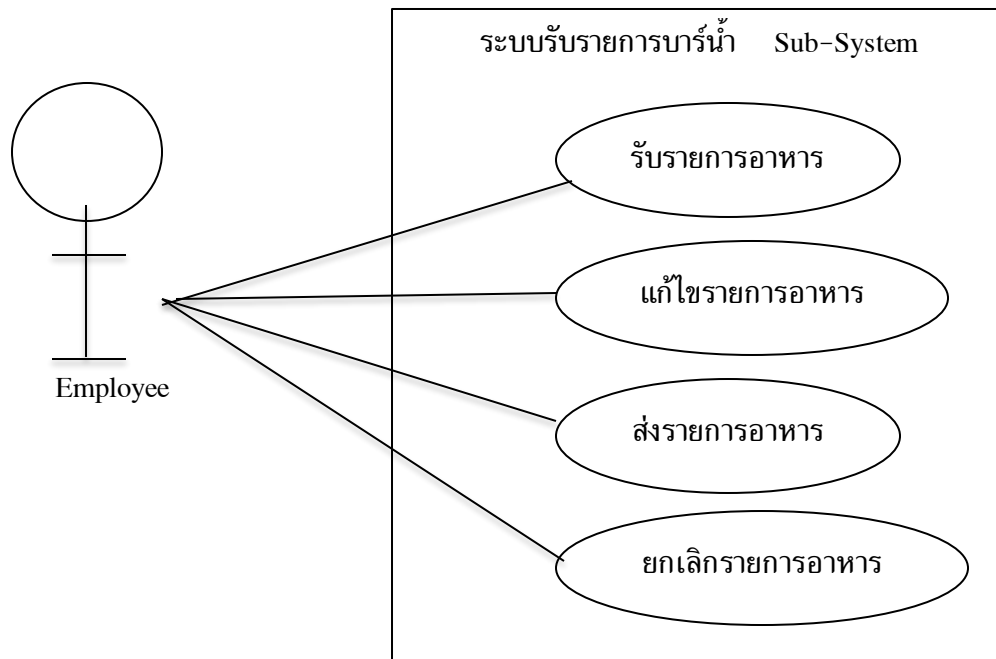 ระบบรับรายการบาร์น้ำ Sub-System
รับรายการอาหาร
แก้ไขรายการอาหาร
Employee
ส่งรายการอาหาร
ยกเลิกรายการอาหาร